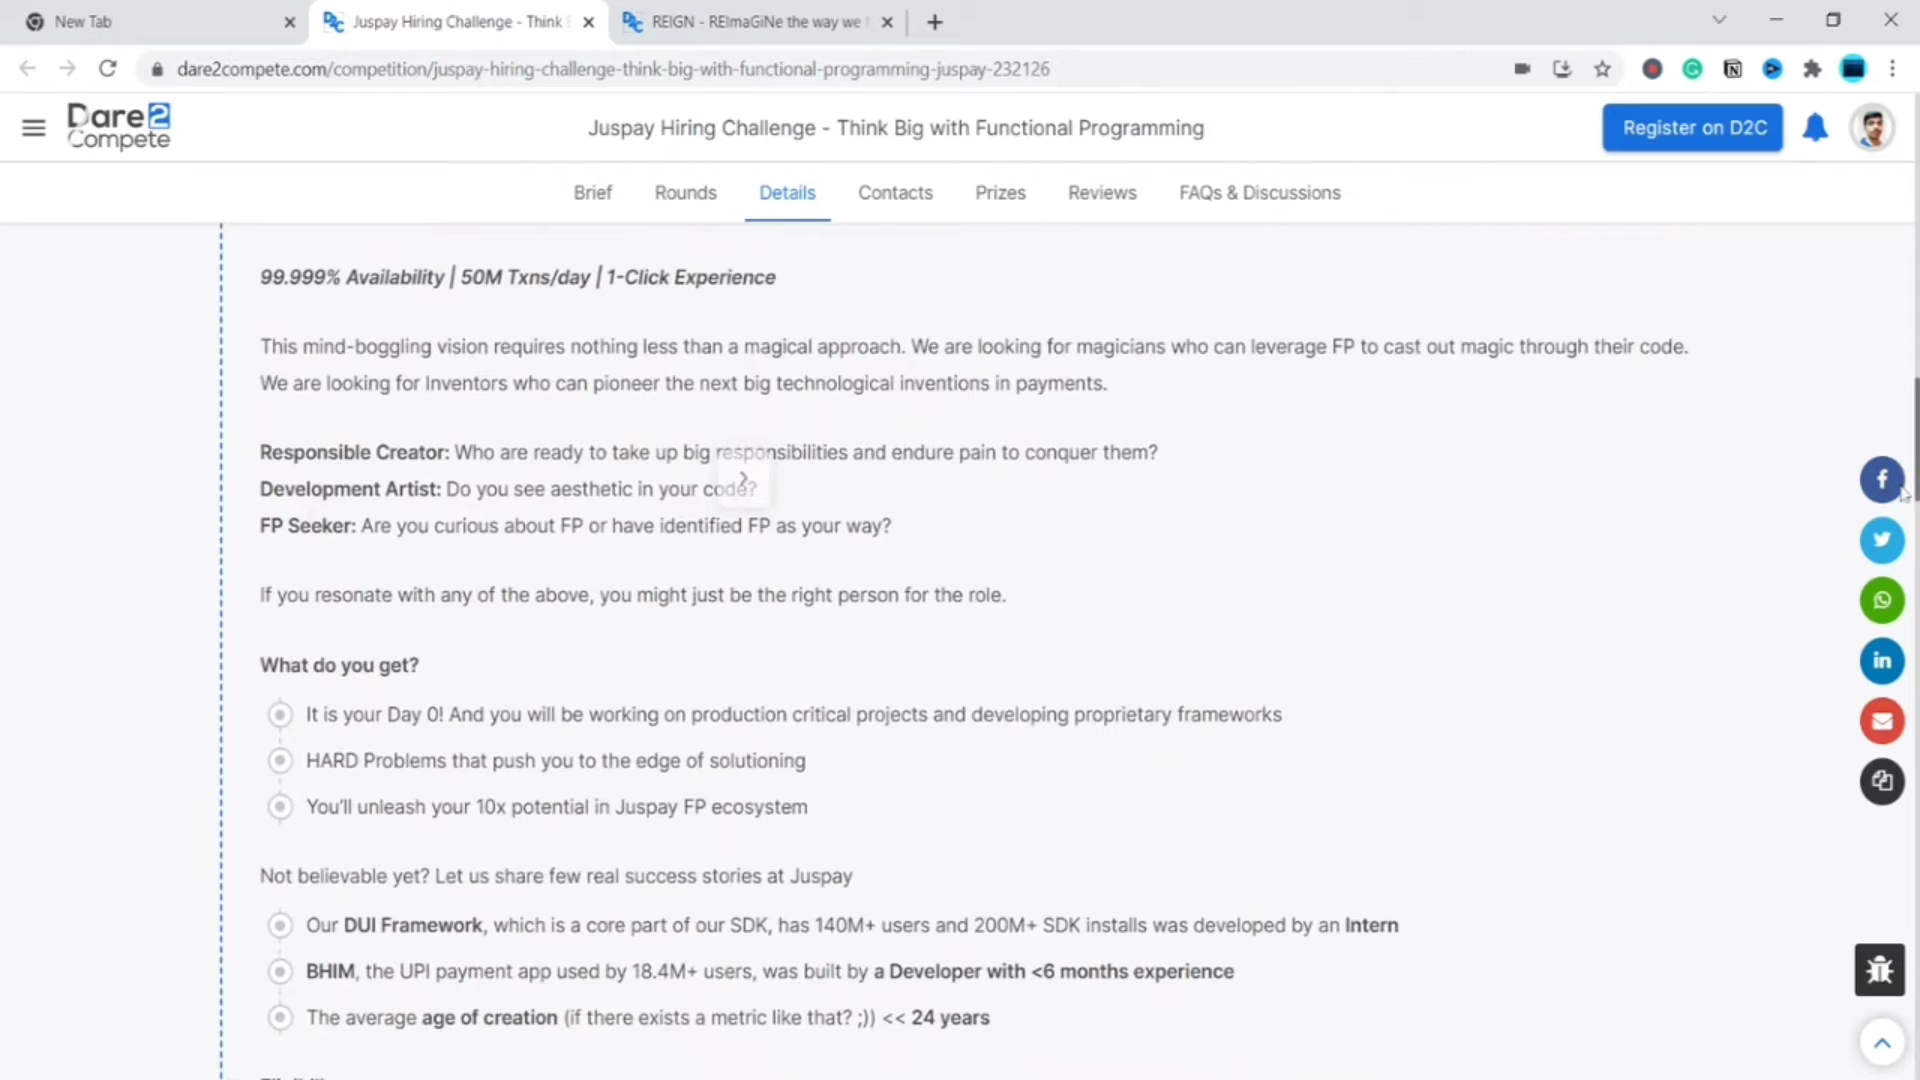 New Tab
Juspay Hiring Challenge - Think
REIGN - REImaGiNe the way we
dare2compete.com/competition/juspay-hiring-challenge-think-big-with-functional-programming-juspay-232126
Dare2
Compete
Juspay Hiring Challenge - Think Big with Functional Programming
Register on D2C
Brief
Rounds
Details
Contacts
Prizes
Reviews
FAQs & Discussions
99.999% Availability | 50M Txns/day | 1-Click Experience
This mind-boggling vision requires nothing less than a magical approach. We are looking for magicians who can leverage FP to cast out magic through their code.
We are looking for Inventors who can pioneer the next big technological inventions in payments.
Responsible Creator: Who are ready to take up big responsibilities and endure pain to conquer them?
Development Artist: Do you see aesthetic in your code?
FP Seeker: Are you curious about FP or have identified FP as your way?
If you resonate with any of the above, you might just be the right person for the role.
What do you get?
It is your Day 0! And you will be working on production critical projects and developing proprietary frameworks
HARD Problems that push you to the edge of solutioning
You'll unleash your 10x potential in Juspay FP ecosystem
Not believable yet? Let us share few real success stories at Juspay
Our DUI Framework, which is a core part of our SDK, has 140M+ users and 200M+ SDK installs was developed by an Intern
BHIM, the UPI payment app used by 18.4M+ users, was built by a Developer with <6 months experience
The average age of creation (if there exists a metric like that? ;)) << 24 years